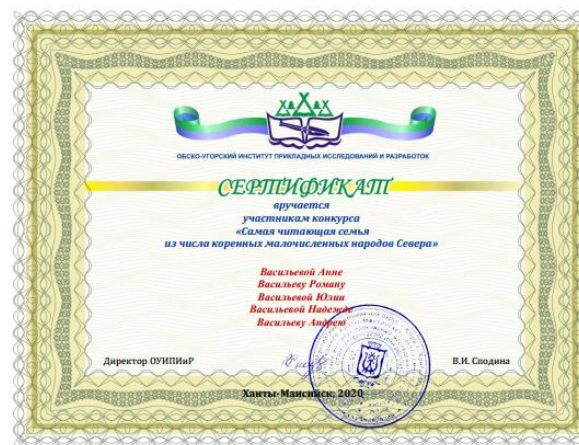 ОБСКО-УГОРСКИЙ ИНСТИТУТ ПРИКЛАДНЫХ ИССЛЕДОВАНИЙ И РАЗРАБОТОК
СЕРТИФИКАТ
вручается
участникам конкурса
«Самая читающая семья
из числа коренных малочисленных народов Севера»
Васильевой Анне
Васильеву Роману
Васильевой Юлии
Васильевой Надежде
Васильеву Андрею
Директор ОУИПИиР В.И. Сподина
Ханты-Мансийск, 2020